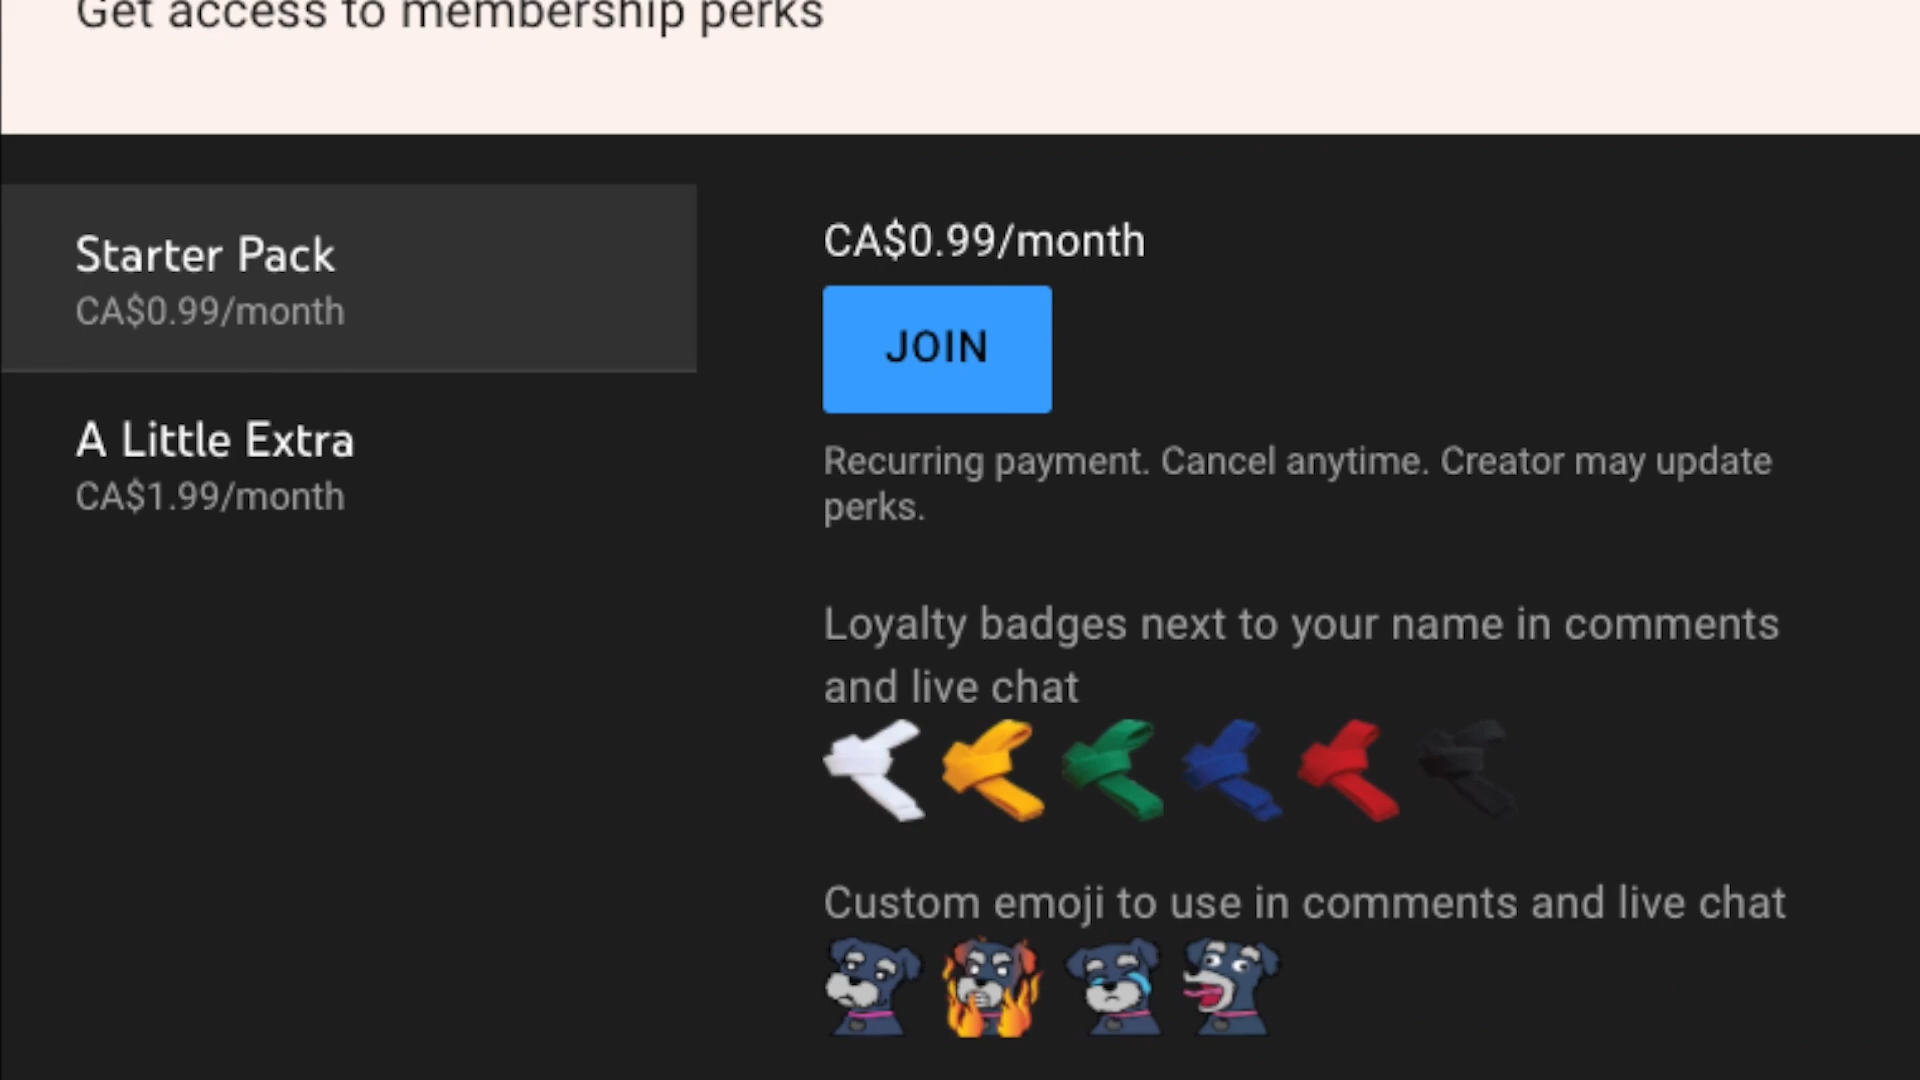 Get access to membership perks
Starter Pack
CA$0.99/month
A Little Extra
CA$1.99/month
CA$0.99/month
JOIN
Recurring payment. Cancel anytime. Creator may update
perks.
Loyalty badges next to your name in comments
and live chat
Custom emoji to use in comments and live chat